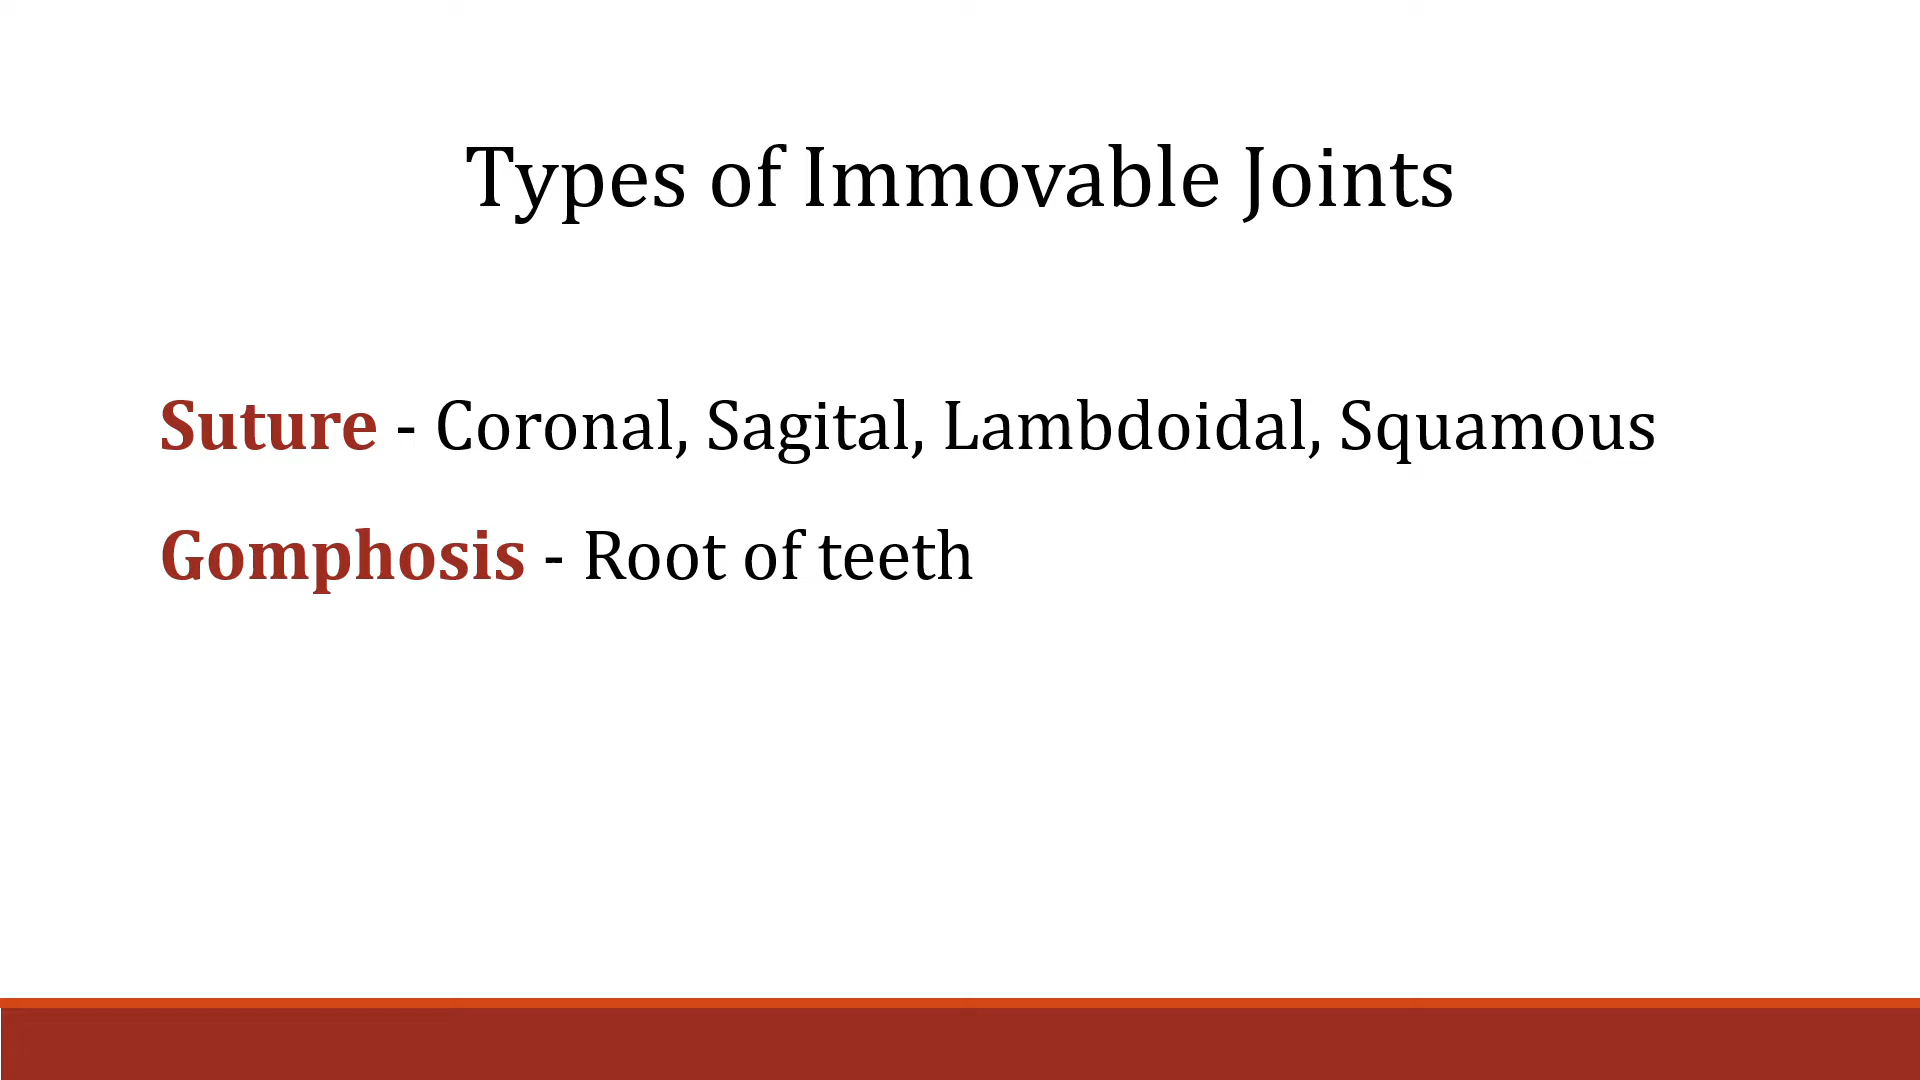 Types of Immovable Joints
Suture - Coronal, Sagital, Lambdoidal, Squamous
Gomphosis - Root of teeth